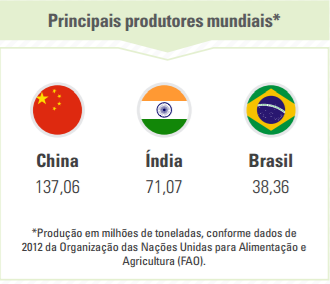 Principais produtores mundiais*
China
Índia
Brasil
137,06
71,07
38,36
*Produção em milhões de toneladas, conforme dados de
2012 da Organização das Nações Unidas para Alimentação e
Agricultura (FAO).